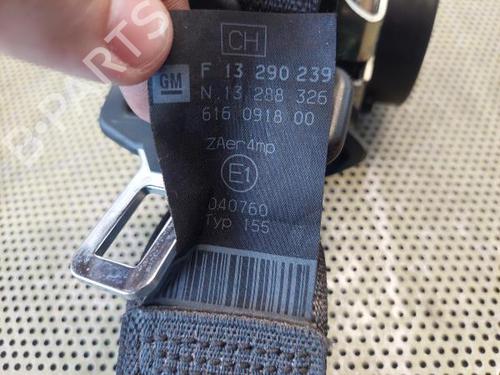 CH
GM
F 13 290 239
N 13 288 326
616 0918 00
ZAer4mp
E1
040760
Typ 155
B-PARTS